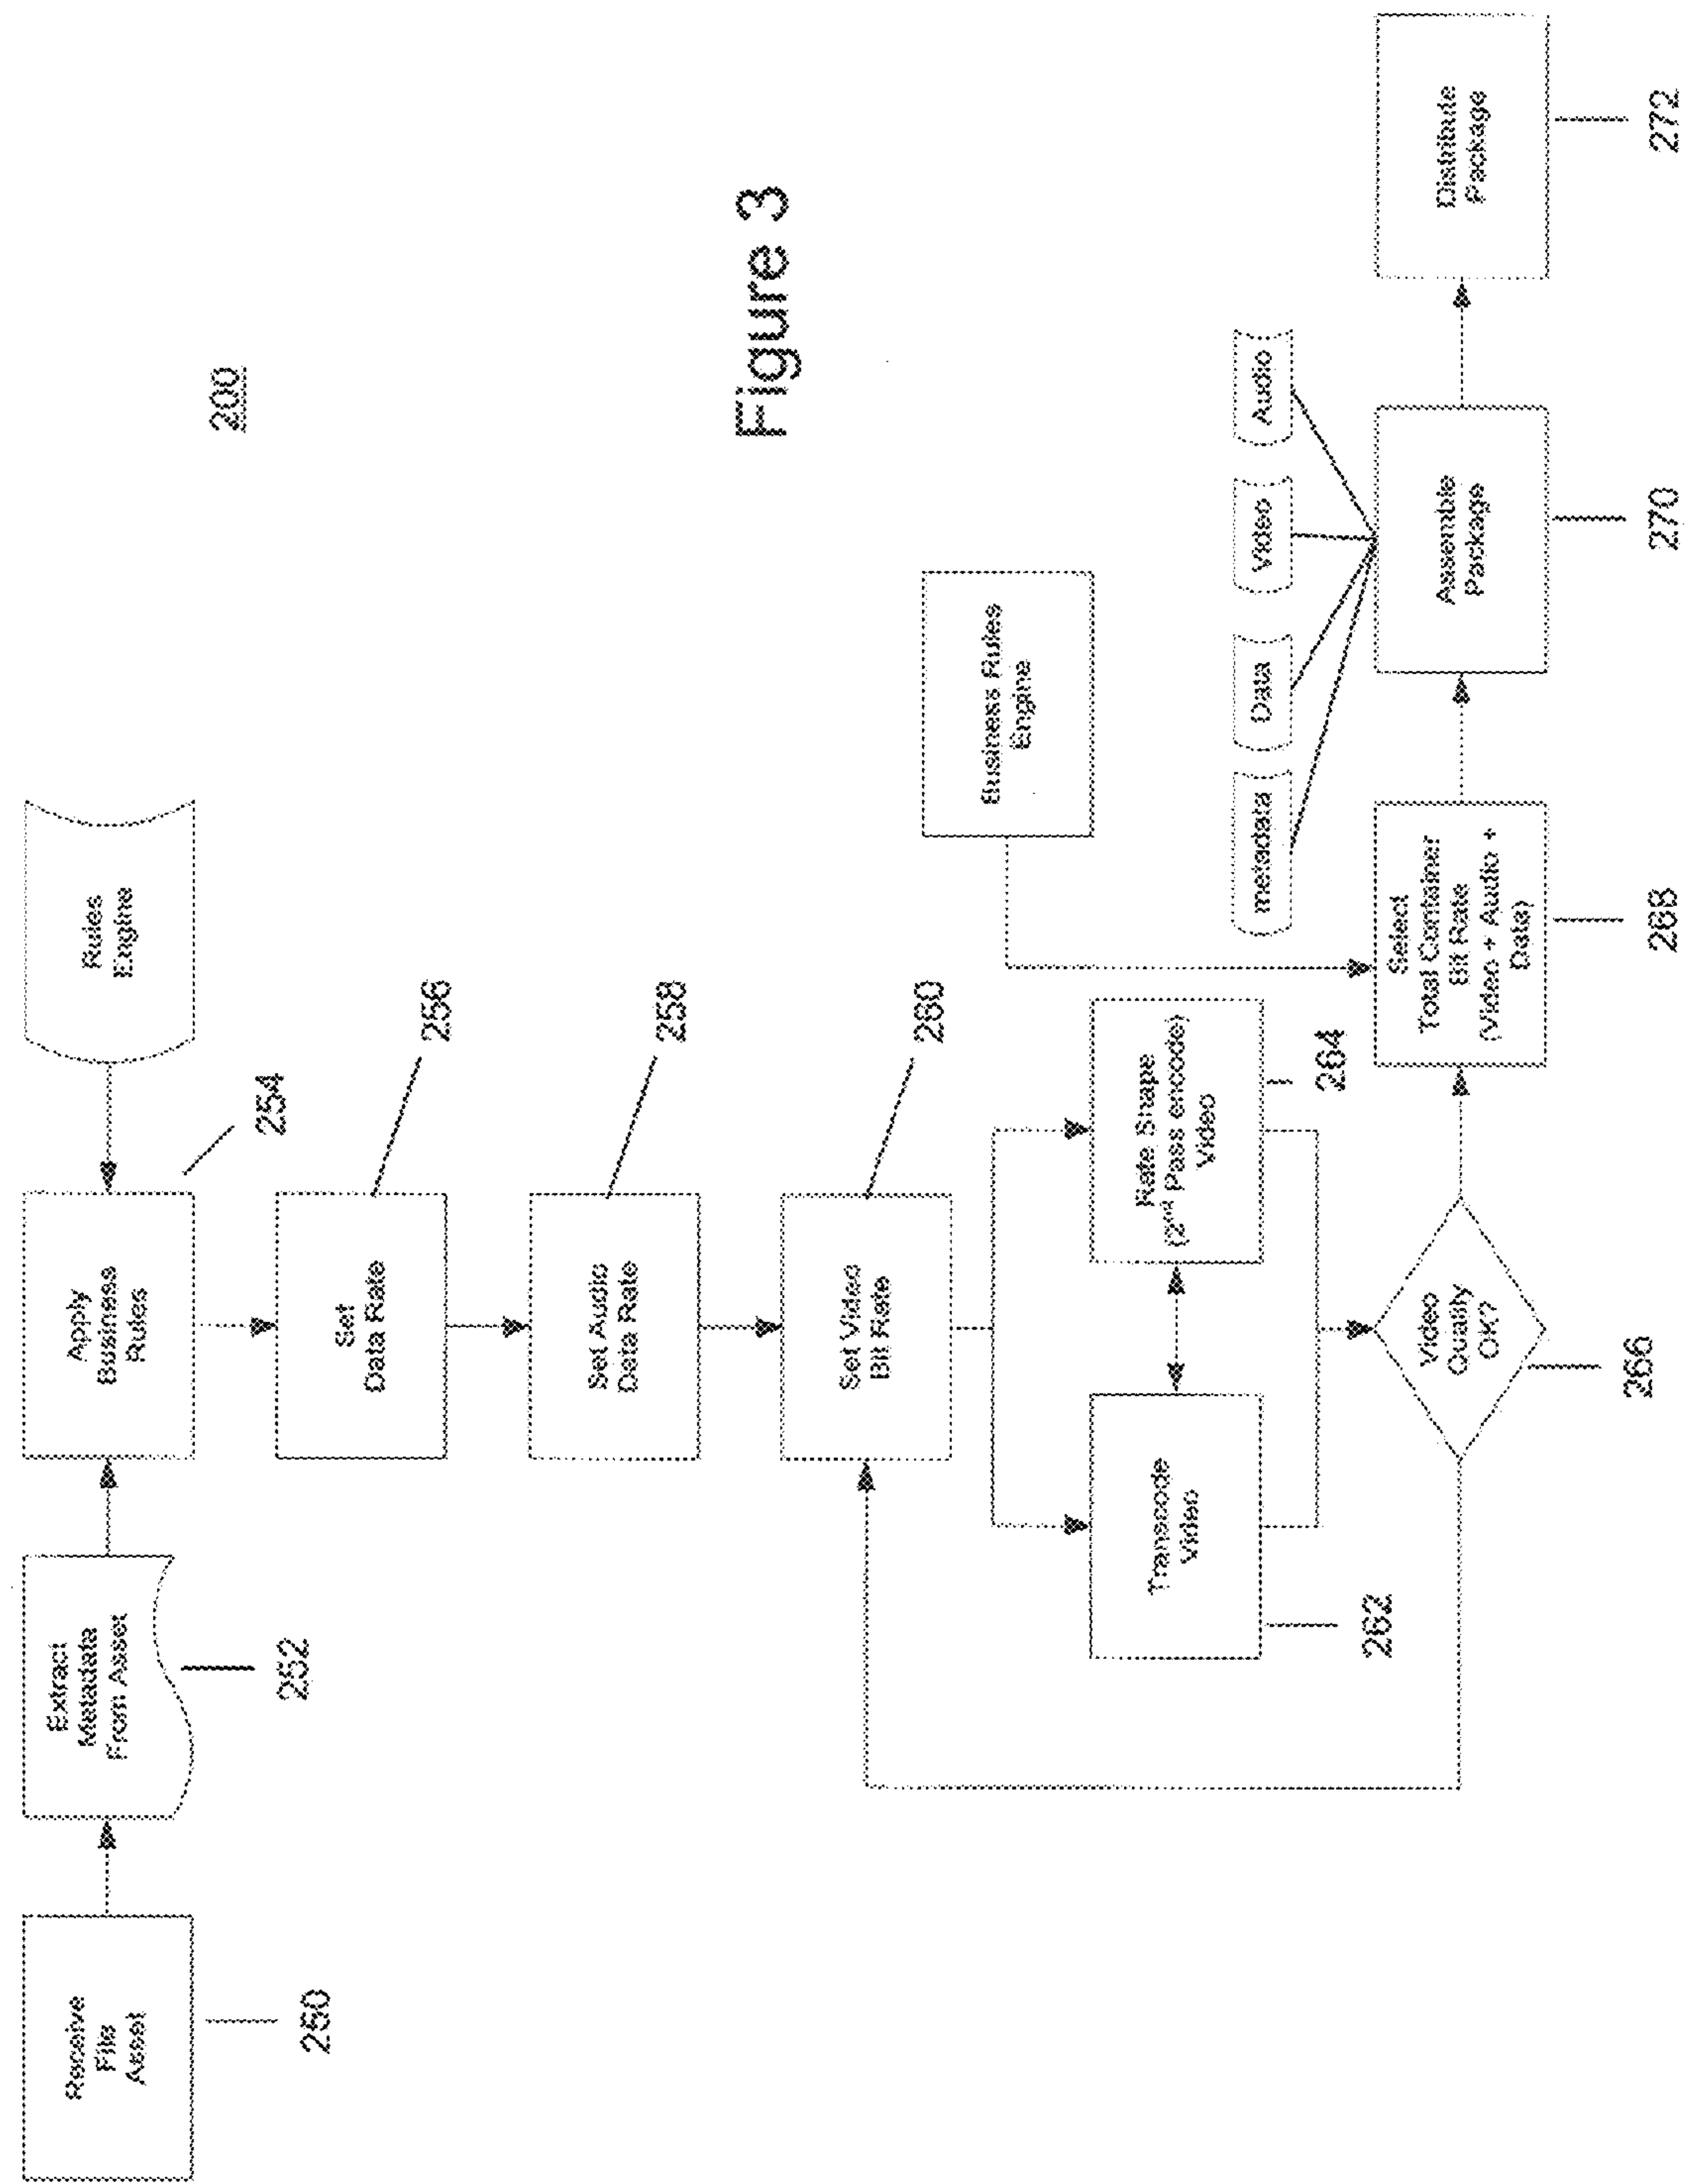 Receive
File
Asset
250
Extract
Metadata
From Asset
252
Apply
Business
Rules
254
Rules
Engine
200
Set
Data Rate
256
Set Audio
Data Rate
258
Set Video
Bit Rate
260
Transcode
Video
262
Rate Shape
(2nd Pass encode)
Video
264
Business Rules
Engine
Figure 3
Video
Quality
OK?
266
Select
Total Container
Bit Rate
(Video + Audio +
Data)
268
metadata
Data
Video
Audio
Assemble
Package
270
Distribute
Package
272